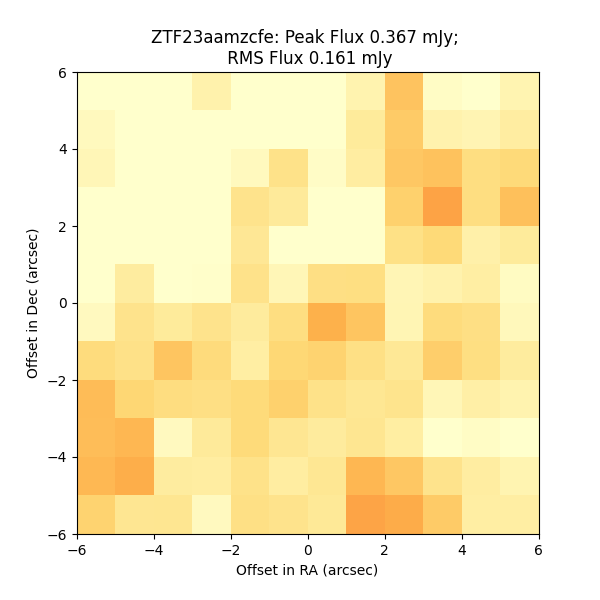 ZTF23aamzcfe: Peak Flux 0.367 mJy;
RMS Flux 0.161 mJy
6
4
2
0
−2
−4
−6
Offset in Dec (arcsec)
−6 −4 −2 0 2 4 6
Offset in RA (arcsec)